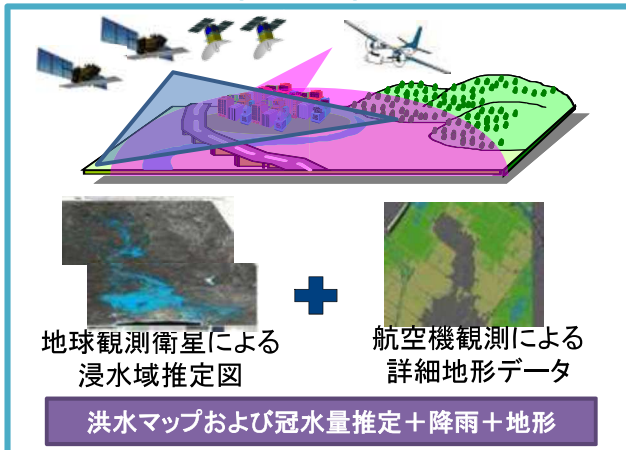 地球観測衛星による
浸水域推定図
航空機観測による
詳細地形データ
洪水マップおよび冠水量推定＋降雨＋地形